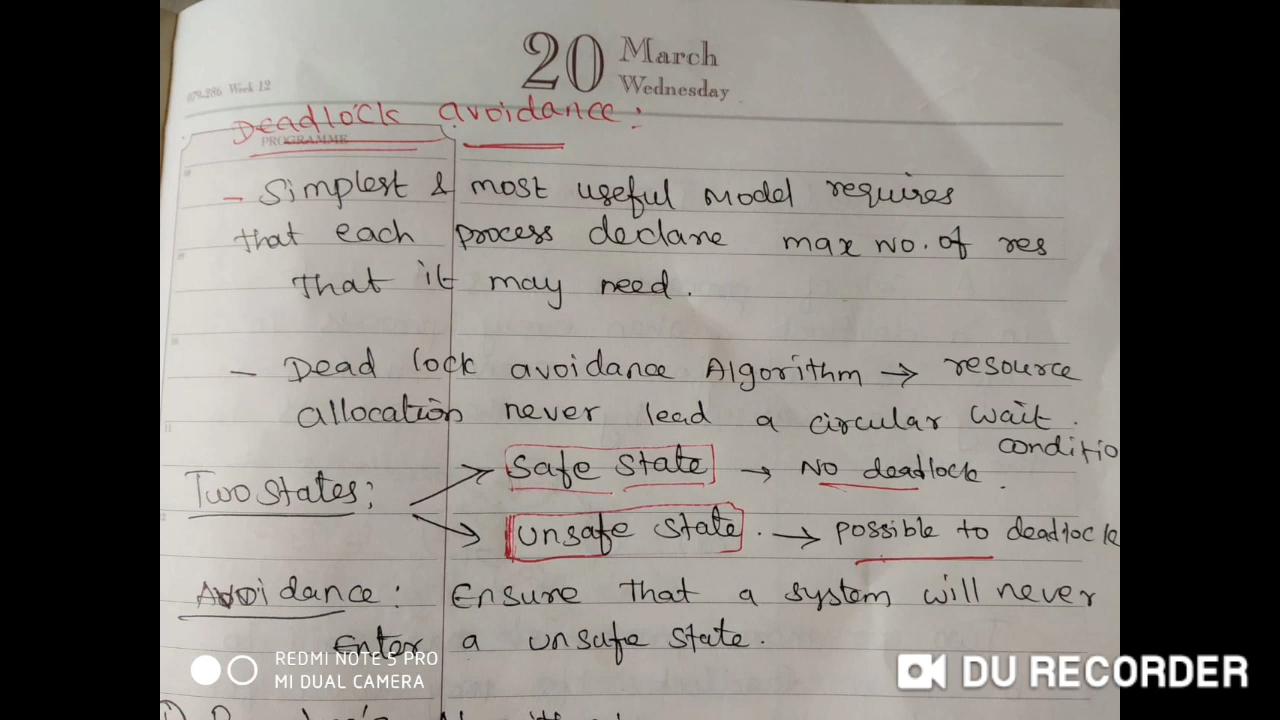 20 March
Wednesday
079-286 Week 12
Deadlock avoidance:
PROGRAMME
- Simplest & most useful model requires
that each process declare max no. of res
that it may need.
- Dead lock avoidance Algorithm → resource
allocation never lead a circular wait.
conditio
Two states:
Safe state → No deadlock.
Unsafe state. → possible to deadlock
Avoidance: Ensure that a system will never
Enter a unsafe state.
REDMI NOTE 5 PRO
MI DUAL CAMERA
DU RECORDER